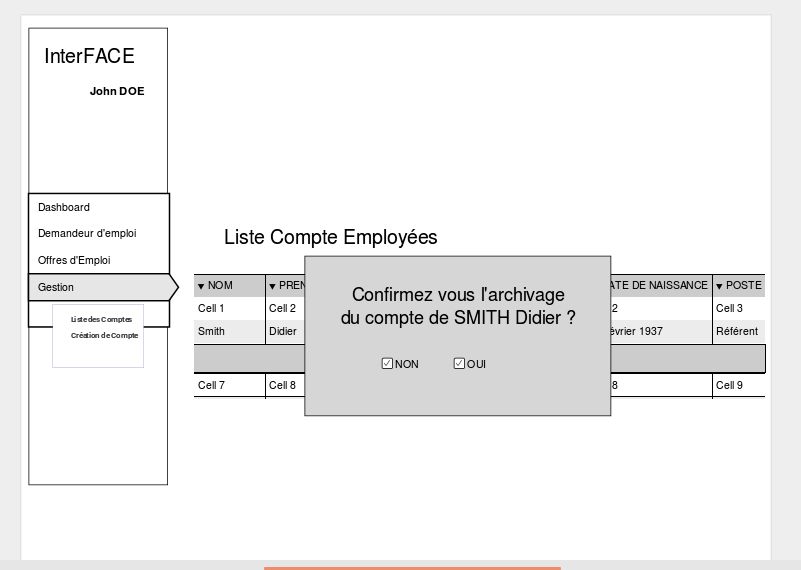 InterFACE
John DOE
Dashboard
Demandeur d'emploi
Offres d'Emploi
Gestion
Liste des Comptes
Création de Compte
Liste Compte Employées
NOM PREN ATE DE NAISSANCE POSTE
Cell 1 Cell 2 2 Cell 3
Smith Didier évrier 1937 Référent
Cell 7 Cell 8 8 Cell 9
Confirmez vous l'archivage
du compte de SMITH Didier ?
NON OUI